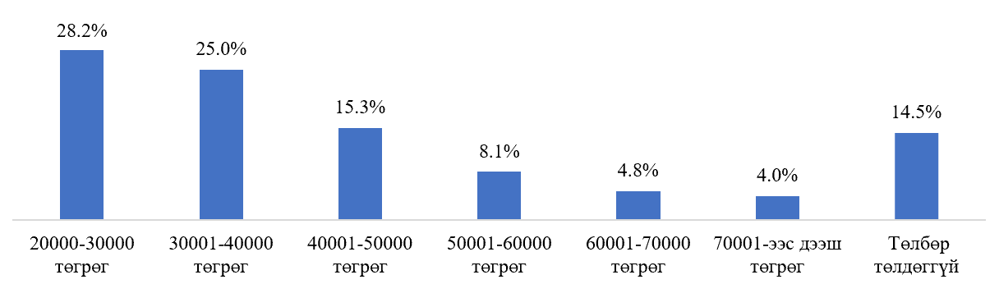 28.2%
25.0%
15.3%
8.1%
4.8%
4.0%
14.5%
20000-30000
төгрөг
30001-40000
төгрөг
40001-50000
төгрөг
50001-60000
төгрөг
60001-70000
төгрөг
70001-ээс дээш
төгрөг
Төлбөр
төлдөггүй